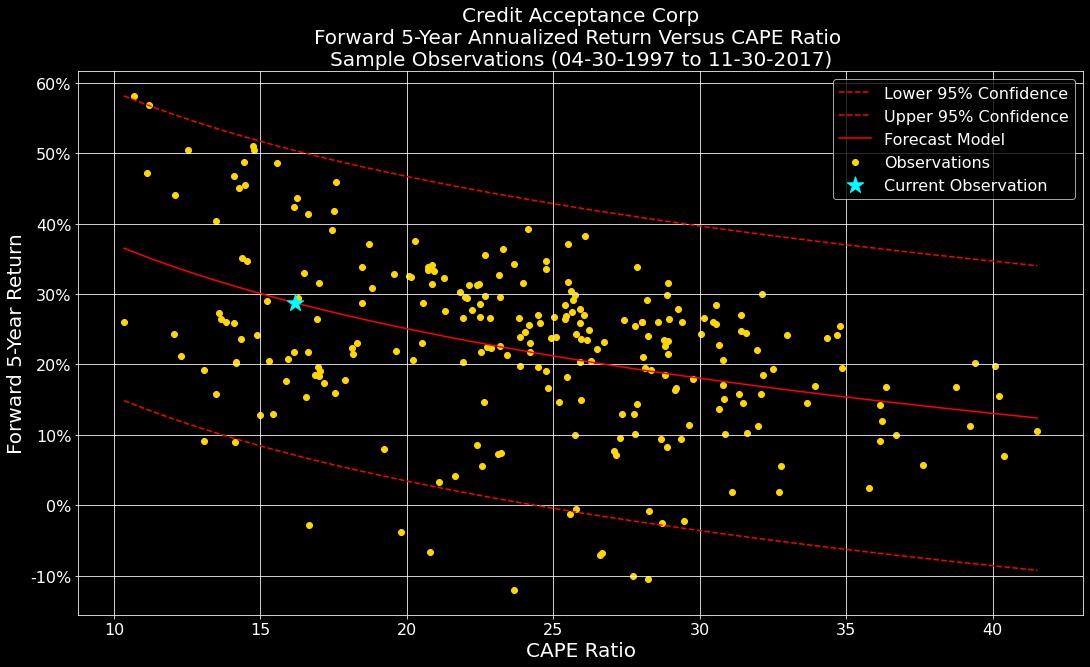 Credit Acceptance Corp
Forward 5-Year Annualized Return Versus CAPE Ratio
Sample Observations (04-30-1997 to 11-30-2017)
Lower 95% Confidence
Upper 95% Confidence
Forecast Model
Observations
Current Observation
Forward 5-Year Return
60%
50%
40%
30%
20%
10%
0%
-10%
10
15
20
25
30
35
40
CAPE Ratio